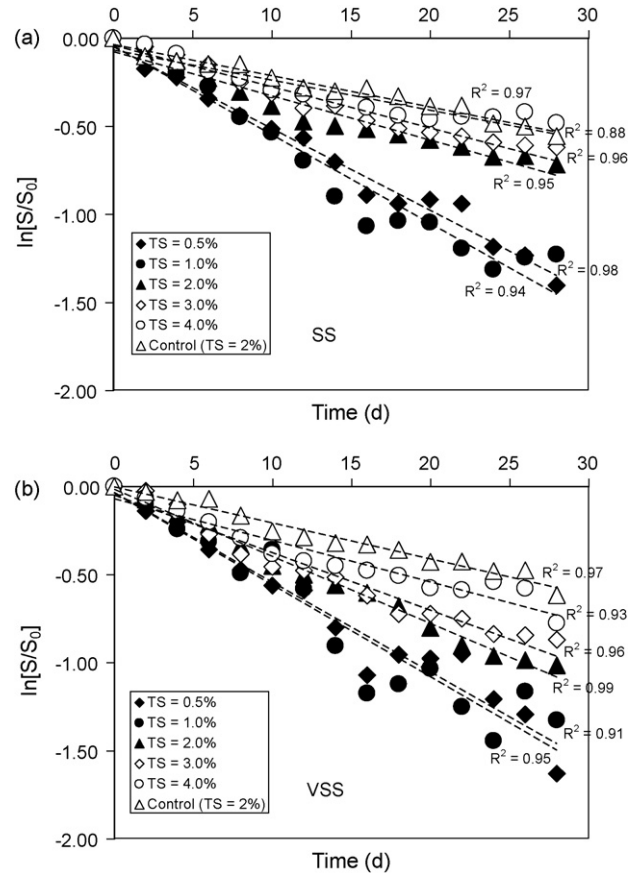 (a)
0 5 10 15 20 25 30
0.00
-0.50
-1.00
-1.50
-2.00
ln[S/S₀]
R² = 0.97
R² = 0.88
R² = 0.96
R² = 0.95
R² = 0.98
R² = 0.94
TS = 0.5%
TS = 1.0%
TS = 2.0%
TS = 3.0%
TS = 4.0%
Control (TS = 2%)
SS
Time (d)
(b)
0 5 10 15 20 25 30
0.00
-0.50
-1.00
-1.50
-2.00
ln[S/S₀]
R² = 0.97
R² = 0.93
R² = 0.96
R² = 0.99
R² = 0.91
R² = 0.95
TS = 0.5%
TS = 1.0%
TS = 2.0%
TS = 3.0%
TS = 4.0%
Control (TS = 2%)
VSS
Time (d)